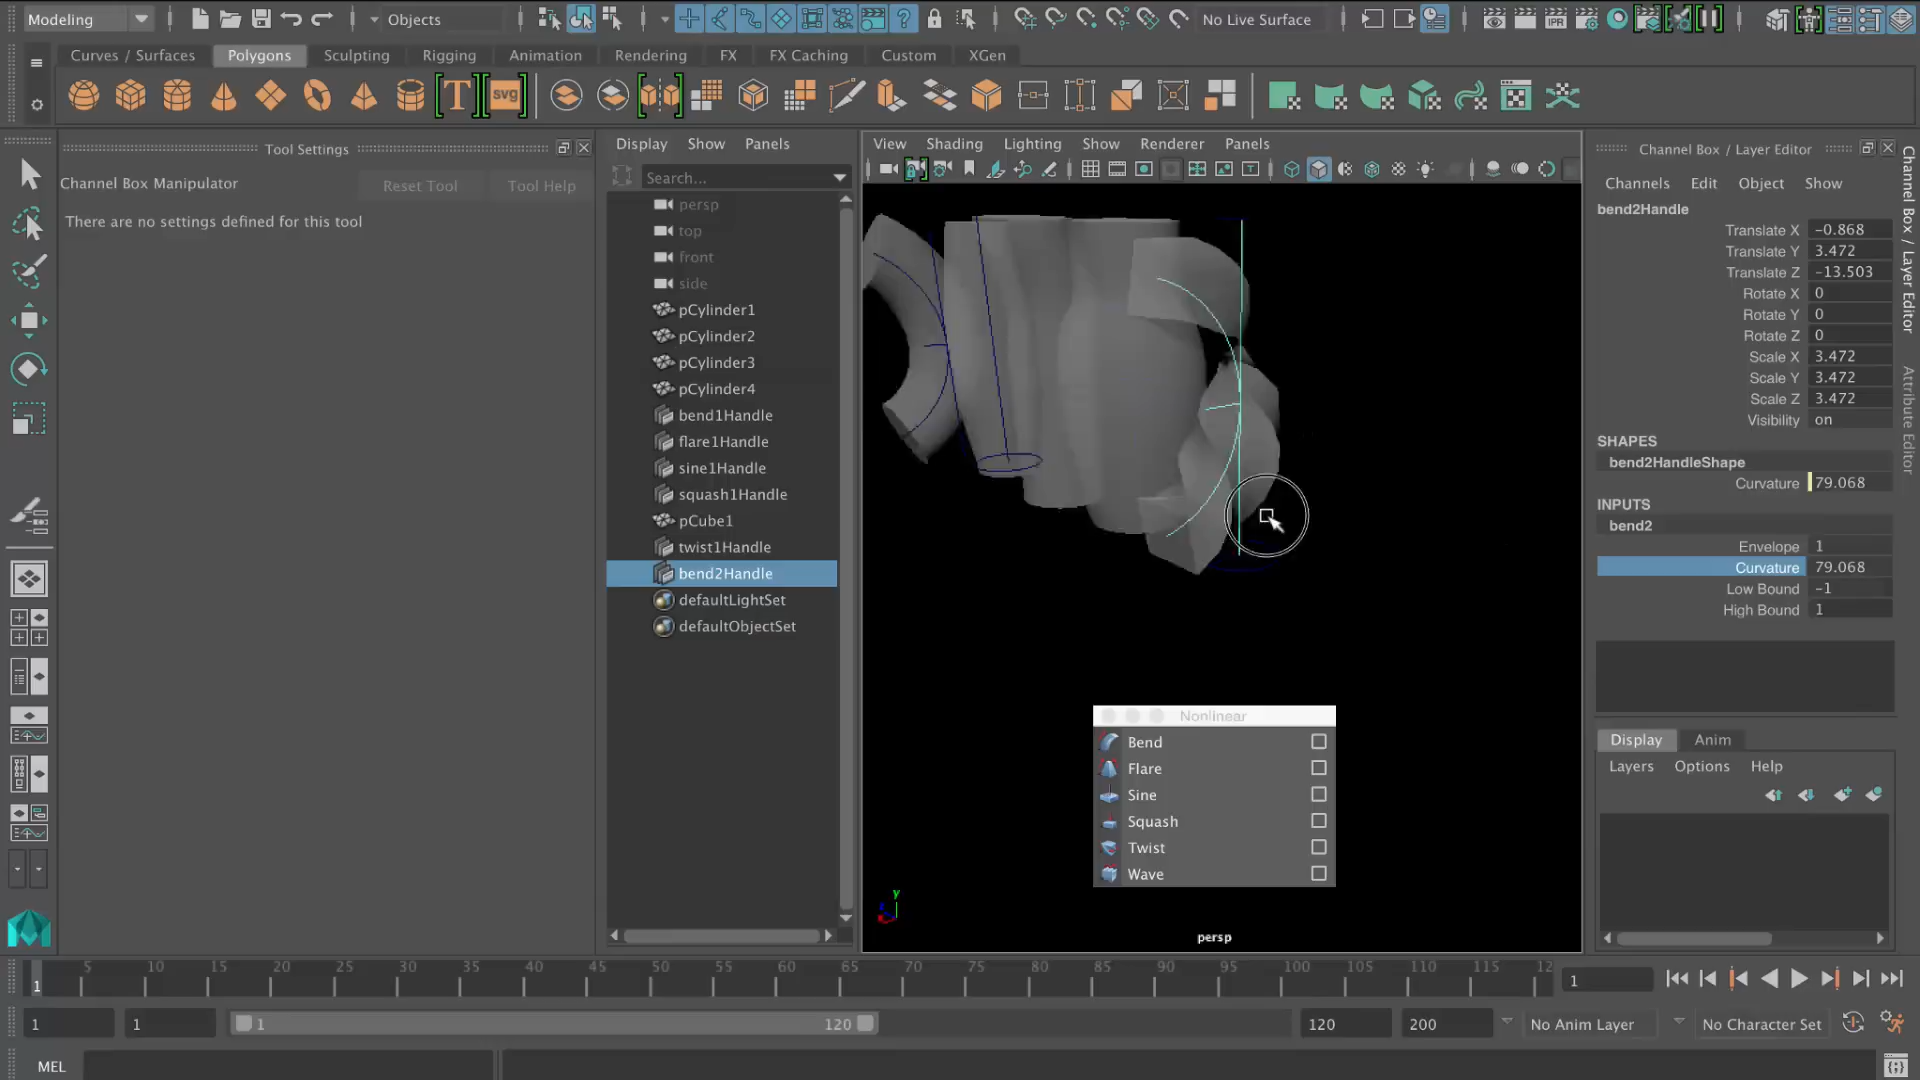 Modeling
Objects
No Live Surface
IPR
Curves / Surfaces
Polygons
Sculpting
Rigging
Animation
Rendering
FX
FX Caching
Custom
XGen
T
svg
Tool Settings
Channel Box Manipulator
Reset Tool
Tool Help
There are no settings defined for this tool
Display
Show
Panels
Search...
persp
top
front
side
pCylinder1
pCylinder2
pCylinder3
pCylinder4
bend1Handle
flare1Handle
sine1Handle
squash1Handle
pCube1
twist1Handle
bend2Handle
defaultLightSet
defaultObjectSet
View
Shading
Lighting
Show
Renderer
Panels
Nonlinear
Bend
Flare
Sine
Squash
Twist
Wave
y
persp
Channel Box / Layer Editor
Channels
Edit
Object
Show
bend2Handle
Translate X -0.868
Translate Y 3.472
Translate Z -13.503
Rotate X 0
Rotate Y 0
Rotate Z 0
Scale X 3.472
Scale Y 3.472
Scale Z 3.472
Visibility on
SHAPES
bend2HandleShape
Curvature 79.068
INPUTS
bend2
Envelope 1
Curvature 79.068
Low Bound -1
High Bound 1
Display
Anim
Layers
Options
Help
Channel Box / Layer Editor
Attribute Editor
1 5 10 15 20 25 30 35 40 45 50 55 60 65 70 75 80 85 90 95 100 105 110 115 12
1
1
1
1
120
120
200
No Anim Layer
No Character Set
MEL